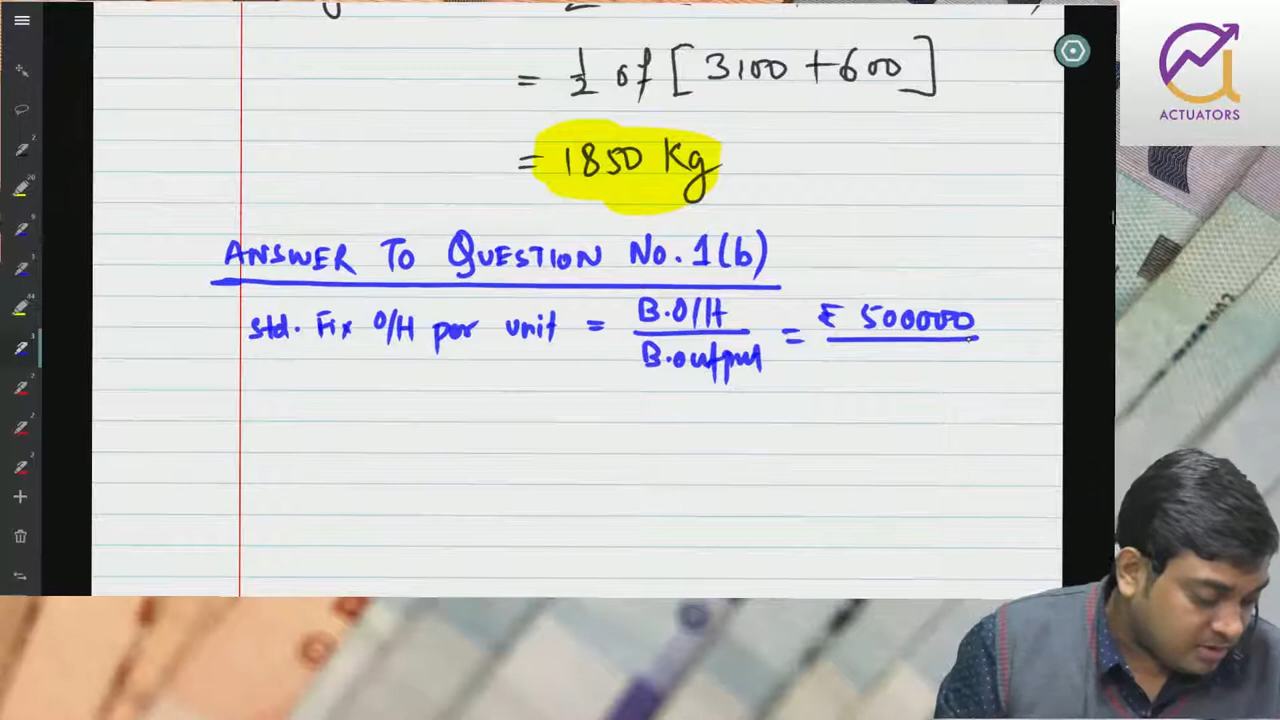 = 1/2 of [3100 + 600]
= 1850 Kg
ANSWER TO QUESTION No. 1(b)
Std. Fix O/H per unit = B.O/H / B.output = ₹ 500000
ACTUATORS